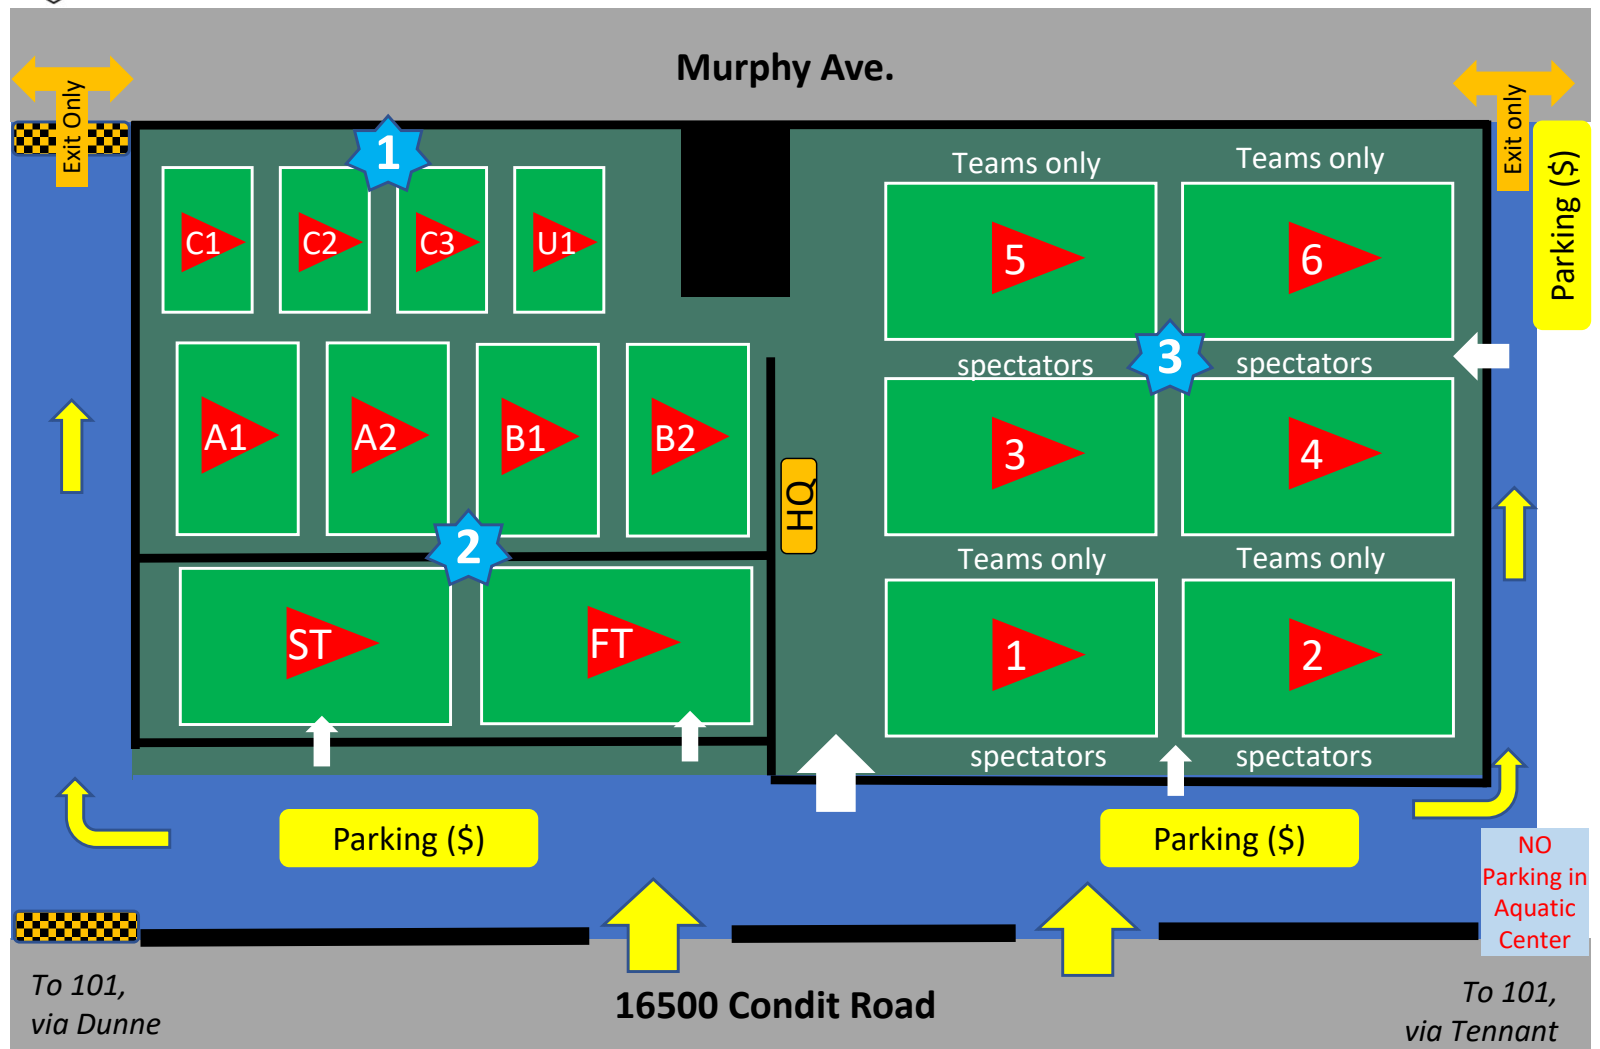 Murphy Ave.
Exit Only
Exit only
Parking ($)
1
Teams only
Teams only
C1
C2
C3
U1
5
6
spectators
3
spectators
A1
A2
B1
B2
3
4
HQ
2
Teams only
Teams only
ST
FT
1
2
spectators
spectators
Parking ($)
Parking ($)
NO
Parking in
Aquatic
Center
To 101,
via Dunne
16500 Condit Road
To 101,
via Tennant